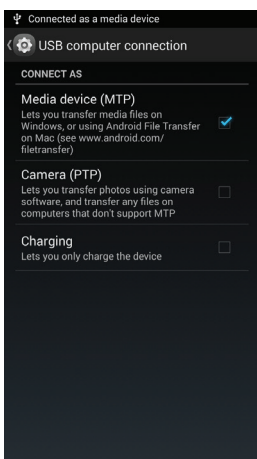 Connected as a media device
USB computer connection
CONNECT AS
Media device (MTP)
Lets you transfer media files on
Windows, or using Android File Transfer
on Mac (see www.android.com/
filetransfer)
Camera (PTP)
Lets you transfer photos using camera
software, and transfer any files on
computers that don't support MTP
Charging
Lets you only charge the device